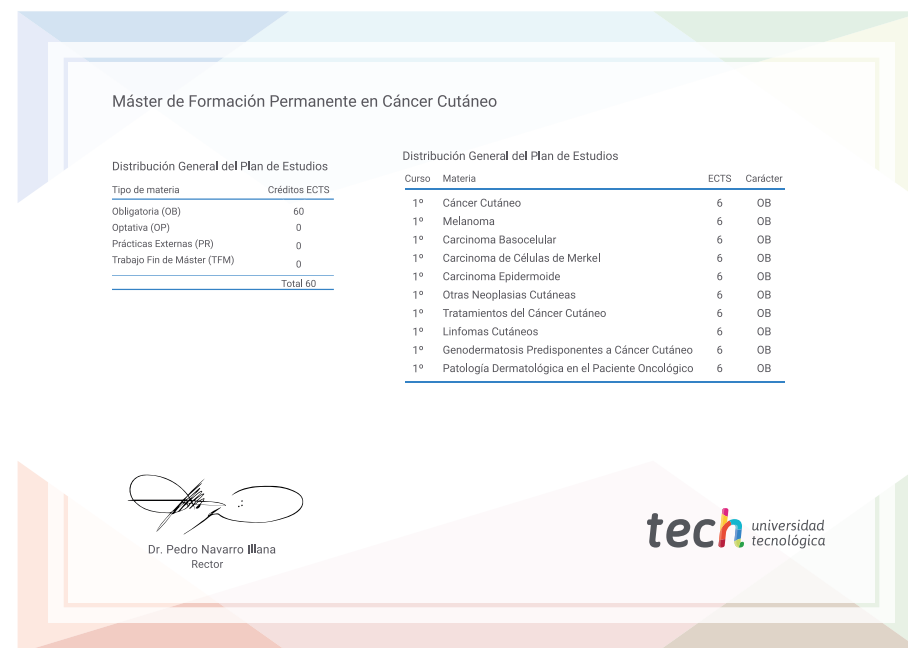 Máster de Formación Permanente en Cáncer Cutáneo
Distribución General del Plan de Estudios
Tipo de materia Créditos ECTS
Obligatoria (OB) 60
Optativa (OP) 0
Prácticas Externas (PR) 0
Trabajo Fin de Máster (TFM) 0
Total 60
Distribución General del Plan de Estudios
Curso Materia ECTS Carácter
1º Cáncer Cutáneo 6 OB
1º Melanoma 6 OB
1º Carcinoma Basocelular 6 OB
1º Carcinoma de Células de Merkel 6 OB
1º Carcinoma Epidermoide 6 OB
1º Otras Neoplasias Cutáneas 6 OB
1º Tratamientos del Cáncer Cutáneo 6 OB
1º Linfomas Cutáneos 6 OB
1º Genodermatosis Predisponentes a Cáncer Cutáneo 6 OB
1º Patología Dermatológica en el Paciente Oncológico 6 OB
Dr. Pedro Navarro Illana
Rector
tech universidad
tecnológica